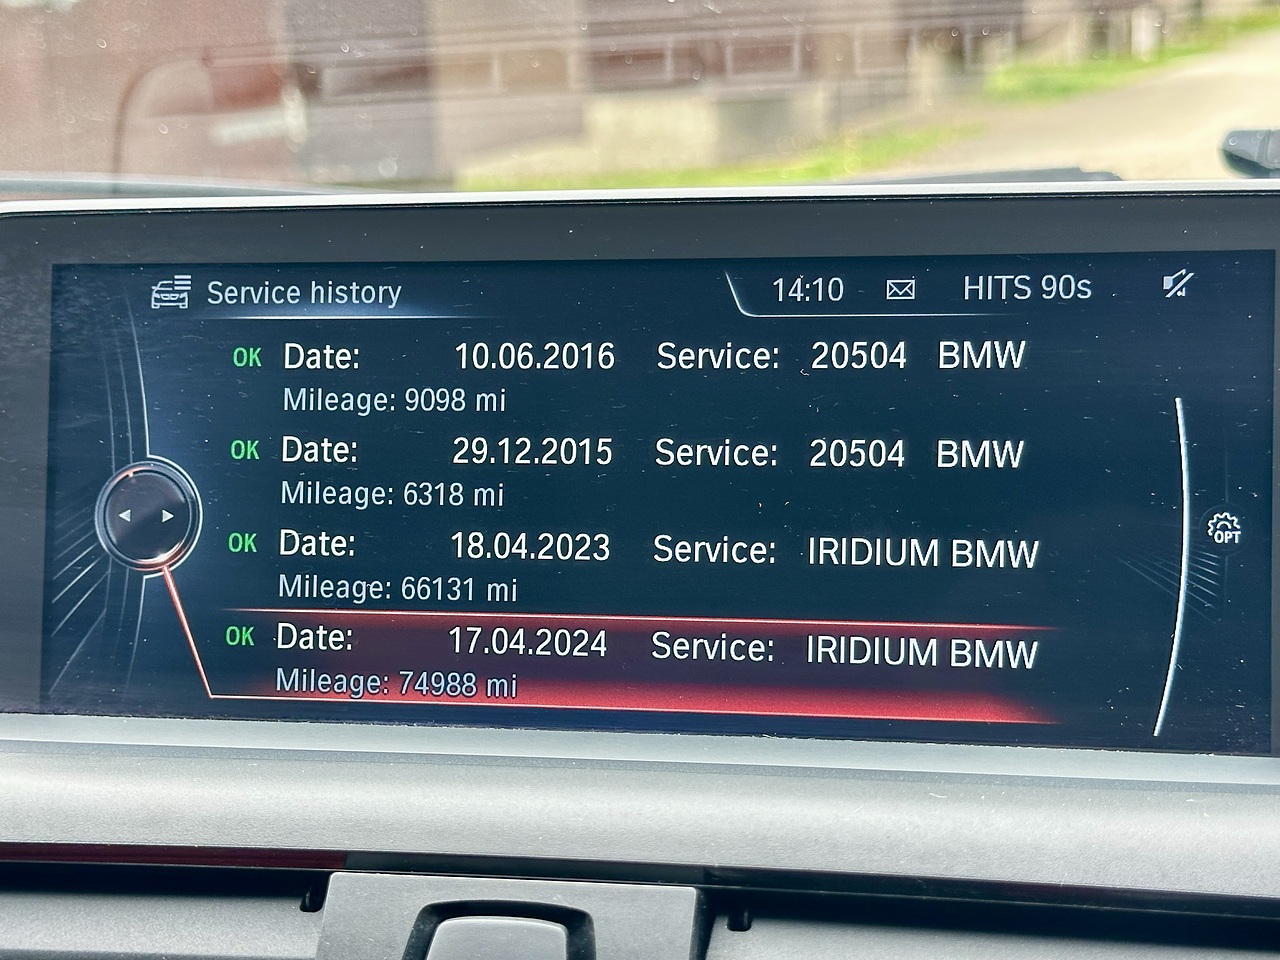 Service history 14:10 HITS 90s
OK Date: 10.06.2016 Service: 20504 BMW
Mileage: 9098 mi
OK Date: 29.12.2015 Service: 20504 BMW
Mileage: 6318 mi
OK Date: 18.04.2023 Service: IRIDIUM BMW
Mileage: 66131 mi
OPT
OK Date: 17.04.2024 Service: IRIDIUM BMW
Mileage: 74988 mi